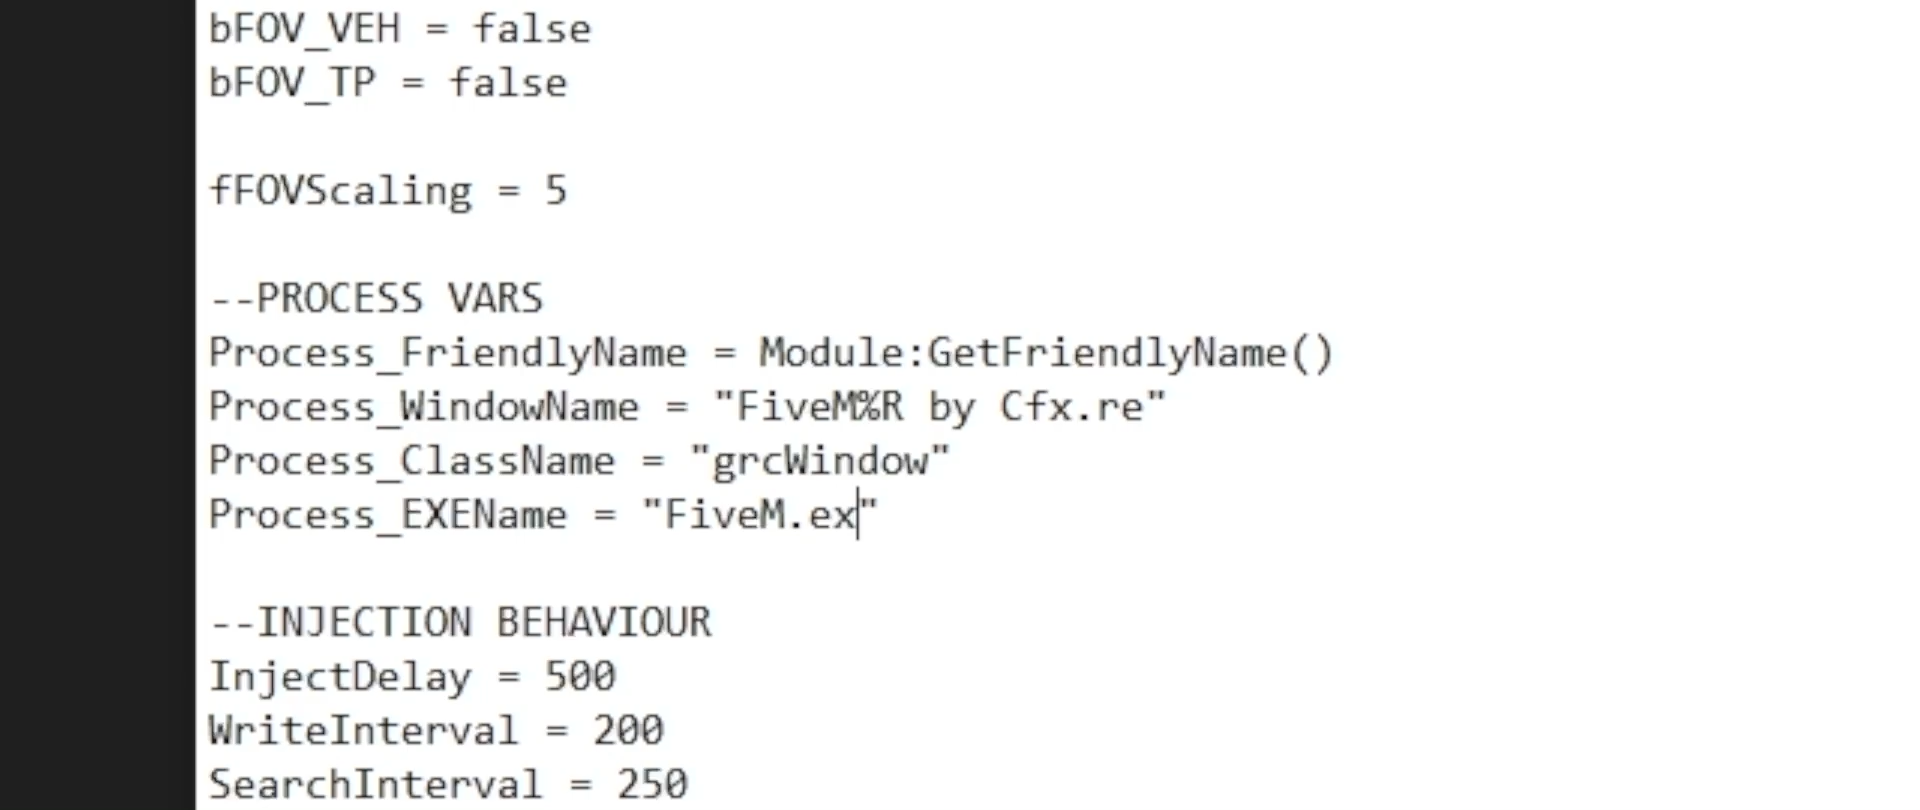 bFOV_VEH = false
bFOV_TP = false
fFOVScaling = 5
--PROCESS VARS
Process_FriendlyName = Module:GetFriendlyName()
Process_WindowName = "FiveM%R by Cfx.re"
Process_ClassName = "grcWindow"
Process_EXEName = "FiveM.ex"
--INJECTION BEHAVIOUR
InjectDelay = 500
WriteInterval = 200
SearchInterval = 250